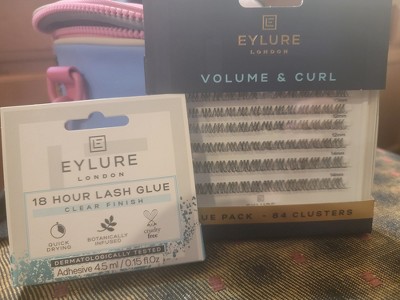 EYLURE
LONDON
VOLUME & CURL
EYLURE
LONDON
18 HOUR LASH GLUE
CLEAR FINISH
QUICK
DRYING
BOTANICALLY
INFUSED
cruelty
free
DERMATOLOGICALLY TESTED
Adhesive 4.5 ml / 0.15 fl.oz
UE PACK - 84 CLUSTERS